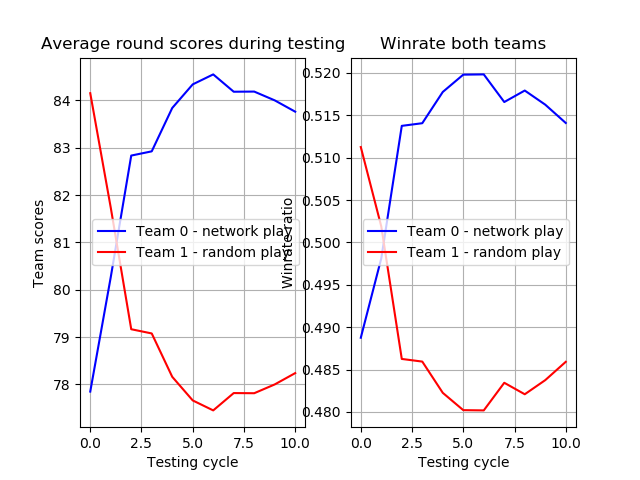 Average round scores during testing
Winrate both teams
Team scores
84
83
82
81
80
79
78
Team 0 - network play
Team 1 - random play
0.0
2.5
5.0
7.5
10.0
Testing cycle
Winrate ratio
0.520
0.515
0.510
0.505
0.500
0.495
0.490
0.485
0.480
Team 0 - network play
Team 1 - random play
0.0
2.5
5.0
7.5
10.0
Testing cycle